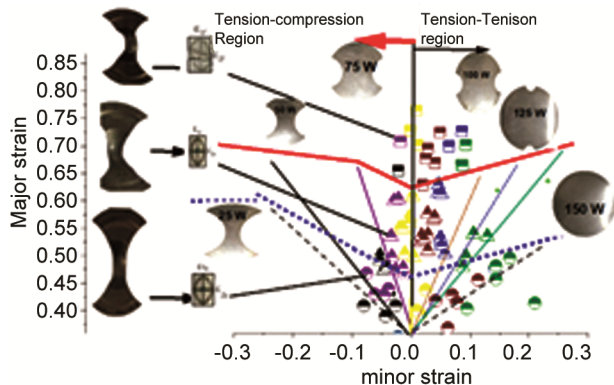 Tension-compression
Region
Tension-Tenison
region
75 W
100 W
125 W
25 W
150 W
Major strain
0.85
0.80
0.75
0.70
0.65
0.60
0.55
0.50
0.45
0.40
-0.3
-0.2
-0.1
0.0
0.1
0.2
0.3
minor strain